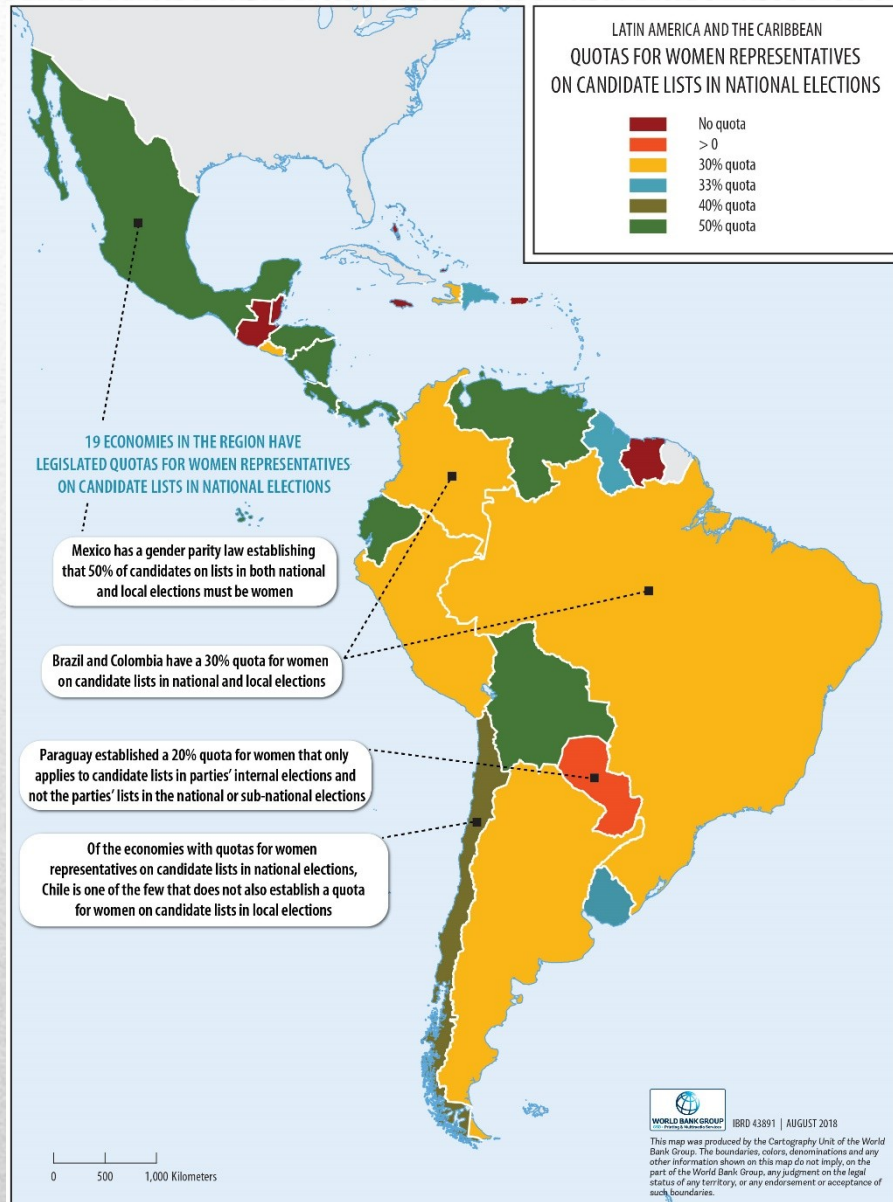 LATIN AMERICA AND THE CARIBBEAN
QUOTAS FOR WOMEN REPRESENTATIVES
ON CANDIDATE LISTS IN NATIONAL ELECTIONS
No quota
> 0
30% quota
33% quota
40% quota
50% quota
19 ECONOMIES IN THE REGION HAVE
LEGISLATED QUOTAS FOR WOMEN REPRESENTATIVES
ON CANDIDATE LISTS IN NATIONAL ELECTIONS
Mexico has a gender parity law establishing
that 50% of candidates on lists in both national
and local elections must be women
Brazil and Colombia have a 30% quota for women
on candidate lists in national and local elections
Paraguay established a 20% quota for women that only
applies to candidate lists in parties' internal elections and
not the parties' lists in the national or sub-national elections
Of the economies with quotas for women
representatives on candidate lists in national elections,
Chile is one of the few that does not also establish a quota
for women on candidate lists in local elections
0 500 1,000 Kilometers
WORLD BANK GROUP
Printing & Multimedia Services
IBRD 43891 | AUGUST 2018
This map was produced by the Cartography Unit of the World
Bank Group. The boundaries, colors, denominations and any
other information shown on this map do not imply, on the
part of the World Bank Group, any judgment on the legal
status of any territory, or any endorsement or acceptance of
such boundaries.